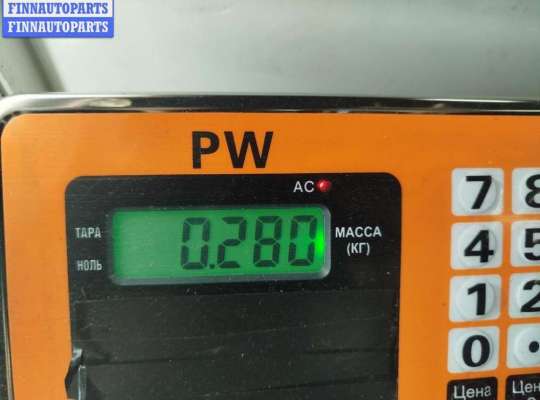 FINNAUTOPARTS
FINNAUTOPARTS
PW
AC
ТАРА
НОЛЬ
0.280
МАССА
(КГ)
7 8
4 5
1 2
0 .
Цена